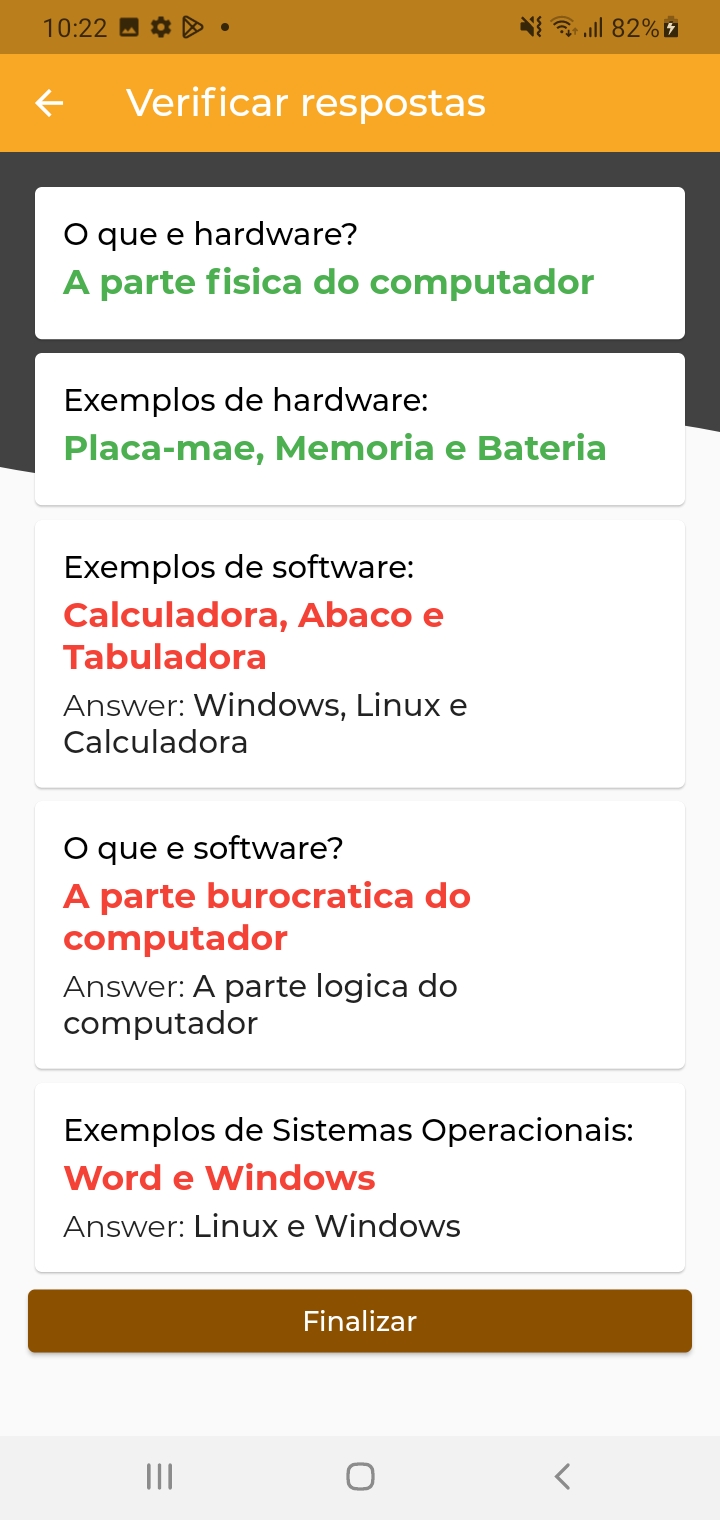 10:22 82%
Verificar respostas
O que e hardware?
A parte fisica do computador
Exemplos de hardware:
Placa-mae, Memoria e Bateria
Exemplos de software:
Calculadora, Abaco e
Tabuladora
Answer: Windows, Linux e
Calculadora
O que e software?
A parte burocratica do
computador
Answer: A parte logica do
computador
Exemplos de Sistemas Operacionais:
Word e Windows
Answer: Linux e Windows
Finalizar